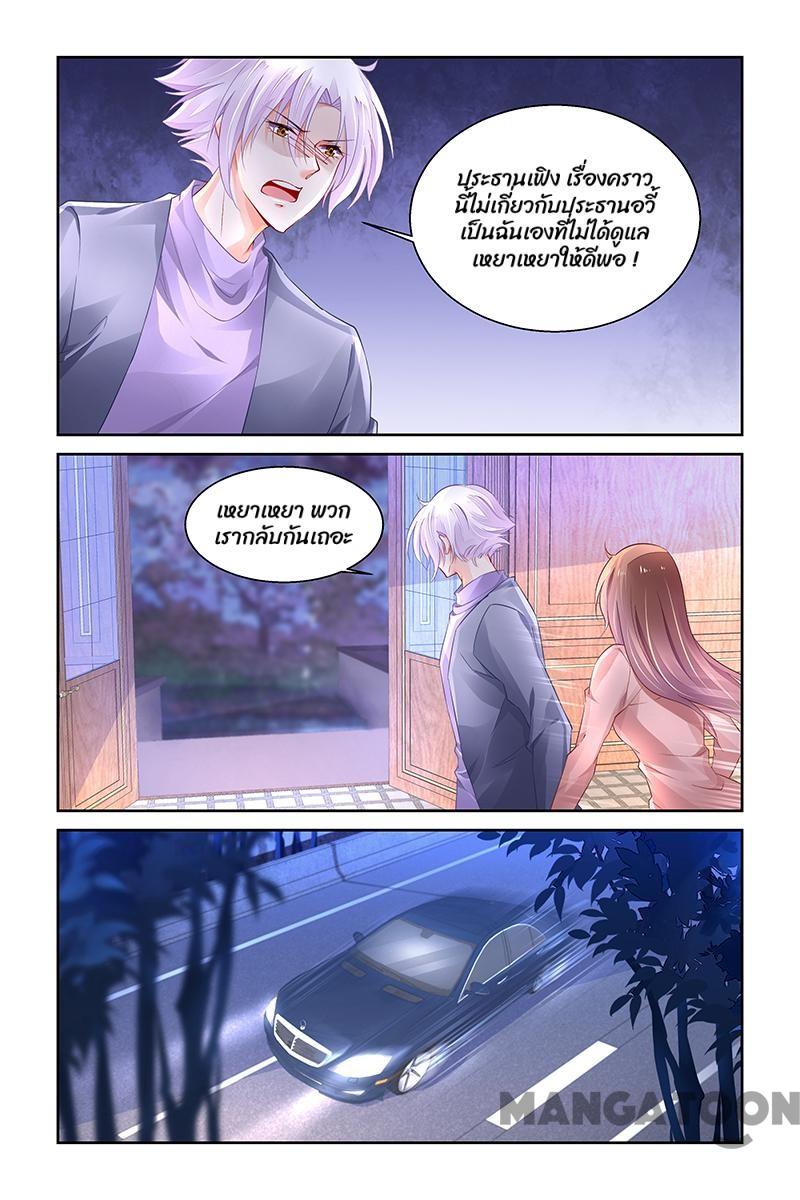 ประธานเฟิง เรื่องคราว
นี้ไม่เกี่ยวกับประธานอวี้
เป็นฉันเองที่ไม่ได้ดูแล
เหยาเหยาให้ดีพอ !
เหยาเหยา พวก
เรากลับกันเถอะ
MANGATOON